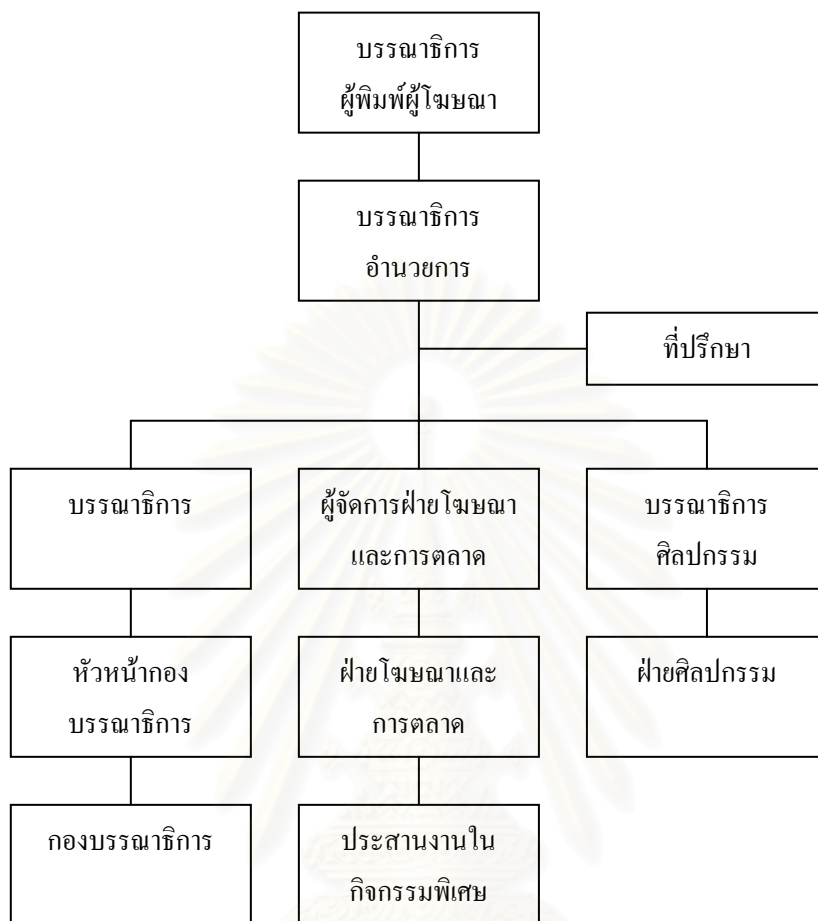 บรรณาธิการ
ผู้พิมพ์ผู้โฆษณา
บรรณาธิการ
อำนวยการ
ที่ปรึกษา
บรรณาธิการ
ผู้จัดการฝ่ายโฆษณา
และการตลาด
บรรณาธิการ
ศิลปกรรม
หัวหน้ากอง
บรรณาธิการ
ฝ่ายโฆษณาและ
การตลาด
ฝ่ายศิลปกรรม
กองบรรณาธิการ
ประสานงานใน
กิจกรรมพิเศษ